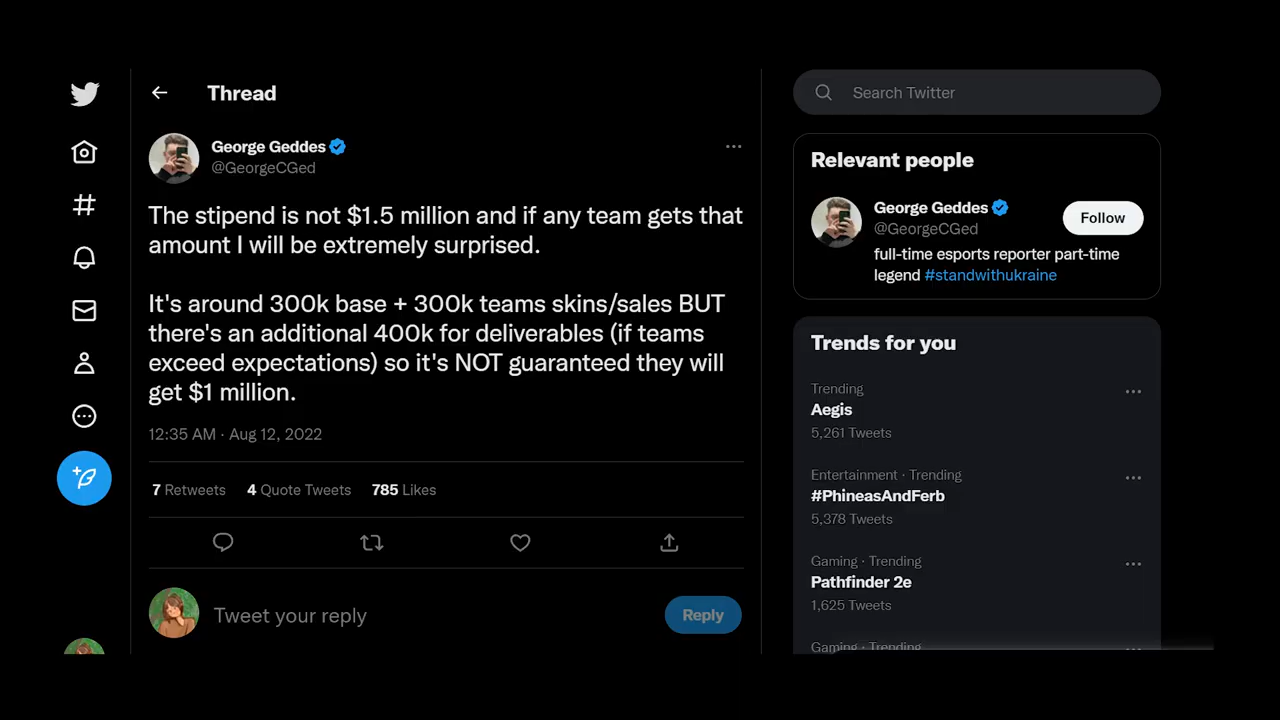 Thread
Search Twitter
George Geddes
@GeorgeCGed
The stipend is not $1.5 million and if any team gets that
amount I will be extremely surprised.
It's around 300k base + 300k teams skins/sales BUT
there's an additional 400k for deliverables (if teams
exceed expectations) so it's NOT guaranteed they will
get $1 million.
12:35 AM · Aug 12, 2022
7 Retweets 4 Quote Tweets 785 Likes
Tweet your reply
Reply
Relevant people
George Geddes
@GeorgeCGed
Follow
full-time esports reporter part-time
legend #standwithukraine
Trends for you
Trending
Aegis
5,261 Tweets
Entertainment · Trending
#PhineasAndFerb
5,378 Tweets
Gaming · Trending
Pathfinder 2e
1,625 Tweets
Gaming · Trending